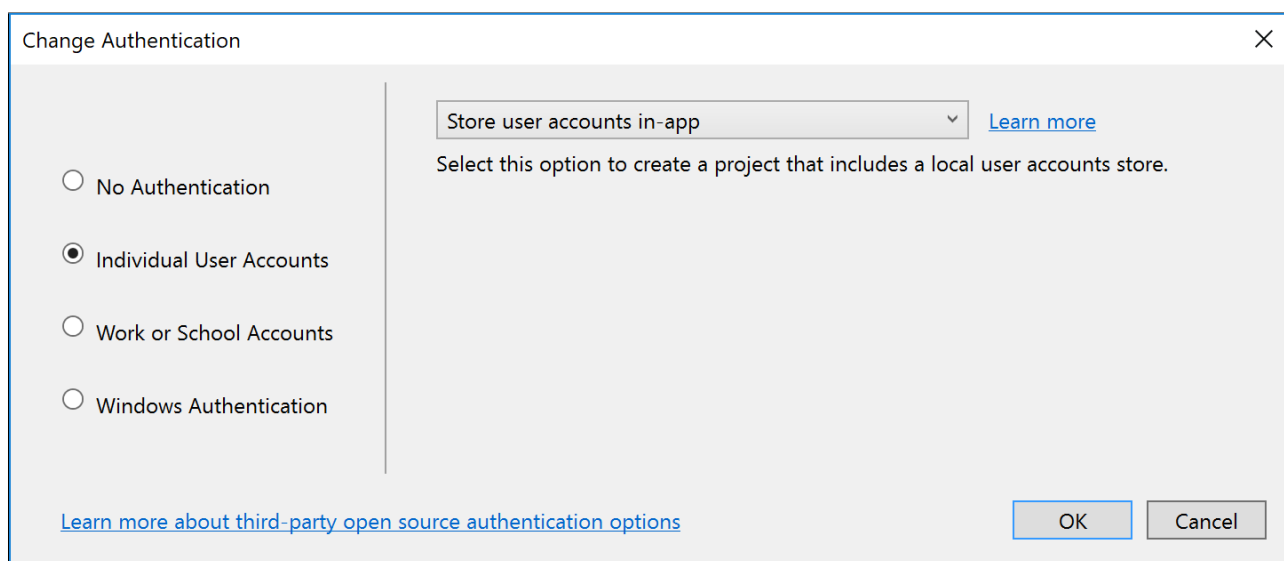 Change Authentication
No Authentication
Individual User Accounts
Work or School Accounts
Windows Authentication
Store user accounts in-app
Learn more
Select this option to create a project that includes a local user accounts store.
Learn more about third-party open source authentication options
OK
Cancel